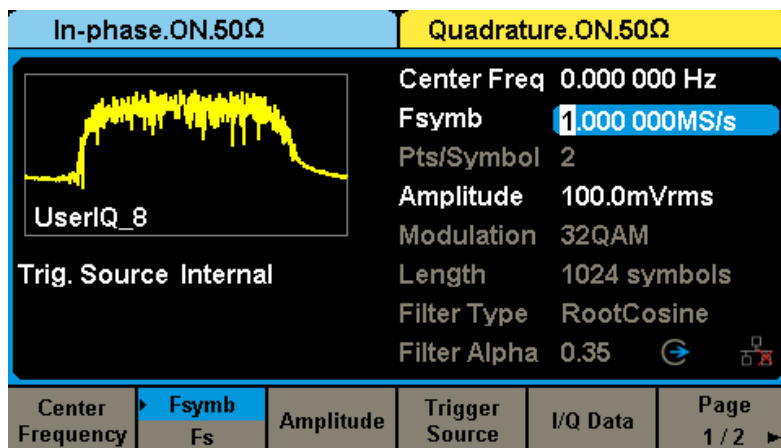 In-phase.ON.50Ω
Quadrature.ON.50Ω
UserIQ_8
Trig. Source Internal
Center Freq 0.000 000 Hz
Fsymb 1.000 000MS/s
Pts/Symbol 2
Amplitude 100.0mVrms
Modulation 32QAM
Length 1024 symbols
Filter Type RootCosine
Filter Alpha 0.35
Center Frequency
Fsymb
Fs
Amplitude
Trigger Source
I/Q Data
Page
1/2